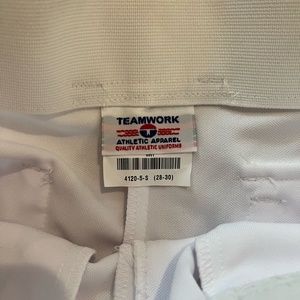 TEAMWORK
ATHLETIC APPAREL
QUALITY ATHLETIC UNIFORMS
4120-5-S (28-30)